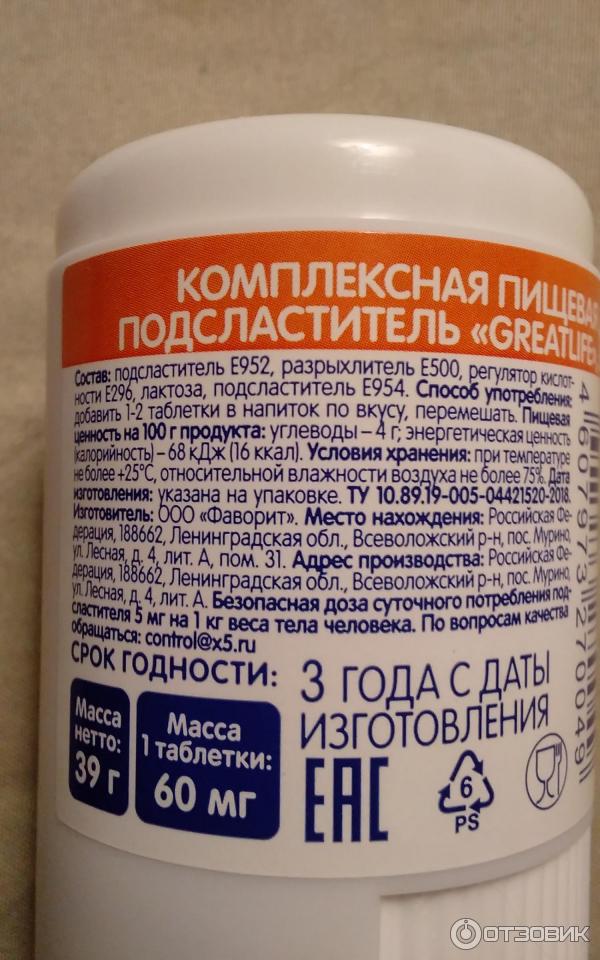 КОМПЛЕКСНАЯ ПИЩЕВАЯ
ПОДСЛАСТИТЕЛЬ «GREATLIFE»
Состав: подсластитель Е952, разрыхлитель Е500, регулятор кислот-
ности Е296, лактоза, подсластитель Е954. Способ употребления:
добавить 1-2 таблетки в напиток по вкусу, перемешать. Пищевая
ценность на 100 г продукта: углеводы – 4 г; энергетическая ценность
(калорийность) – 68 кДж (16 ккал). Условия хранения: при температуре
не более +25°С, относительной влажности воздуха не более 75%. Дата
изготовления: указана на упаковке. ТУ 10.89.19-005-04421520-2018.
Изготовитель: ООО «Фаворит». Место нахождения: Российская Фе-
дерация, 188662, Ленинградская обл., Всеволожский р-н, пос. Мурино,
ул. Лесная, д. 4, лит. А, пом. 31. Адрес производства: Российская Фе-
дерация, 188662, Ленинградская обл., Всеволожский р-н, пос. Мурино,
ул. Лесная, д. 4, лит. А. Безопасная доза суточного потребления под-
сластителя 5 мг на 1 кг веса тела человека. По вопросам качества
обращаться: control@x5.ru
СРОК ГОДНОСТИ:
3 ГОДА С ДАТЫ
ИЗГОТОВЛЕНИЯ
Масса
нетто:
39 г
Масса
1 таблетки:
60 мг
ЕАС
6
PS
4 607973 270049
ОТЗОВИК